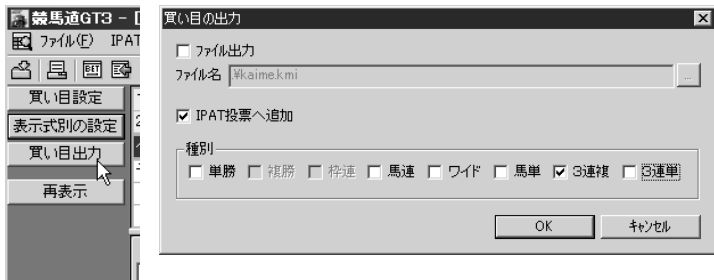 競馬道GT3 - [
ファイル(F) IPAT
買い目設定
表示式別の設定
買い目出力
再表示
買い目の出力
ファイル出力
ファイル名 .¥kaime.kmi
...
IPAT投票へ追加
種別
単勝 複勝 枠連 馬連 ワイド 馬単 3連複 3連単
OK キャンセル